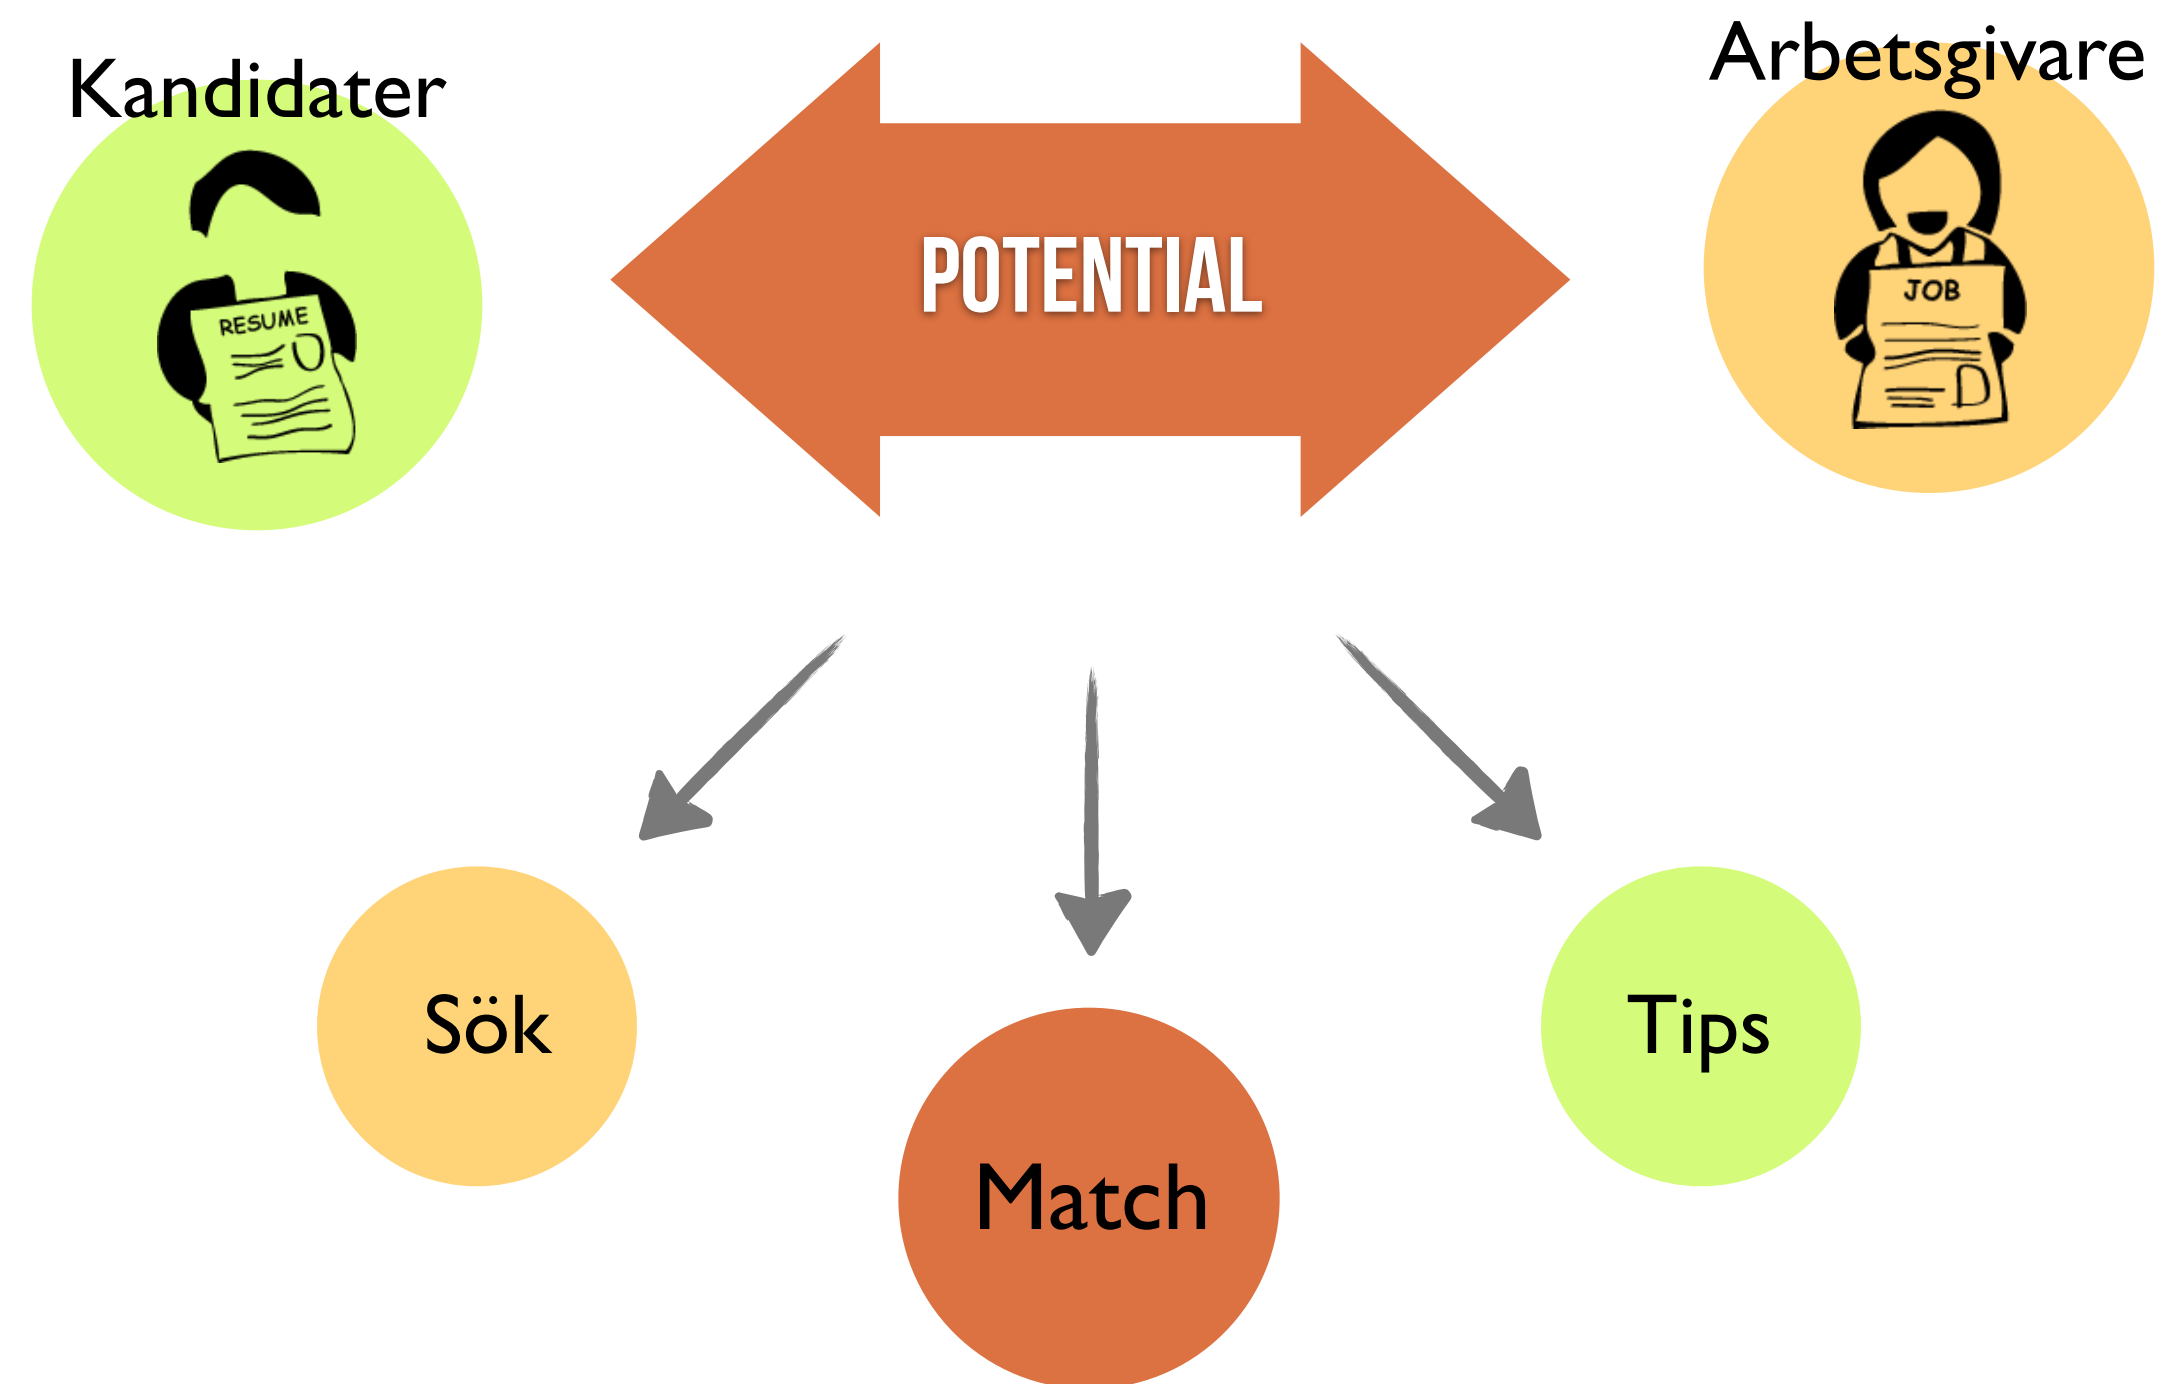 Kandidater
Arbetsgivare
POTENTIAL
RESUME
JOB
Sök
Match
Tips